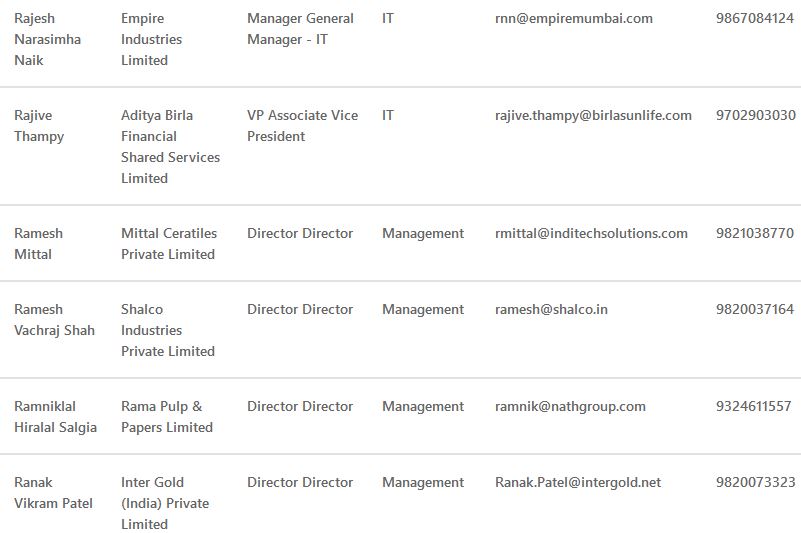 Rajesh Narasimha Naik Empire Industries Limited Manager General Manager - IT IT rnn@empiremumbai.com 9867084124
Rajive Thampy Aditya Birla Financial Shared Services Limited VP Associate Vice President IT rajive.thampy@birlasunlife.com 9702903030
Ramesh Mittal Mittal Ceratiles Private Limited Director Director Management rmittal@inditechsolutions.com 9821038770
Ramesh Vachraj Shah Shalco Industries Private Limited Director Director Management ramesh@shalco.in 9820037164
Ramniklal Hiralal Salgia Rama Pulp & Papers Limited Director Director Management ramnik@nathgroup.com 9324611557
Ranak Vikram Patel Inter Gold (India) Private Limited Director Director Management Ranak.Patel@intergold.net 9820073323